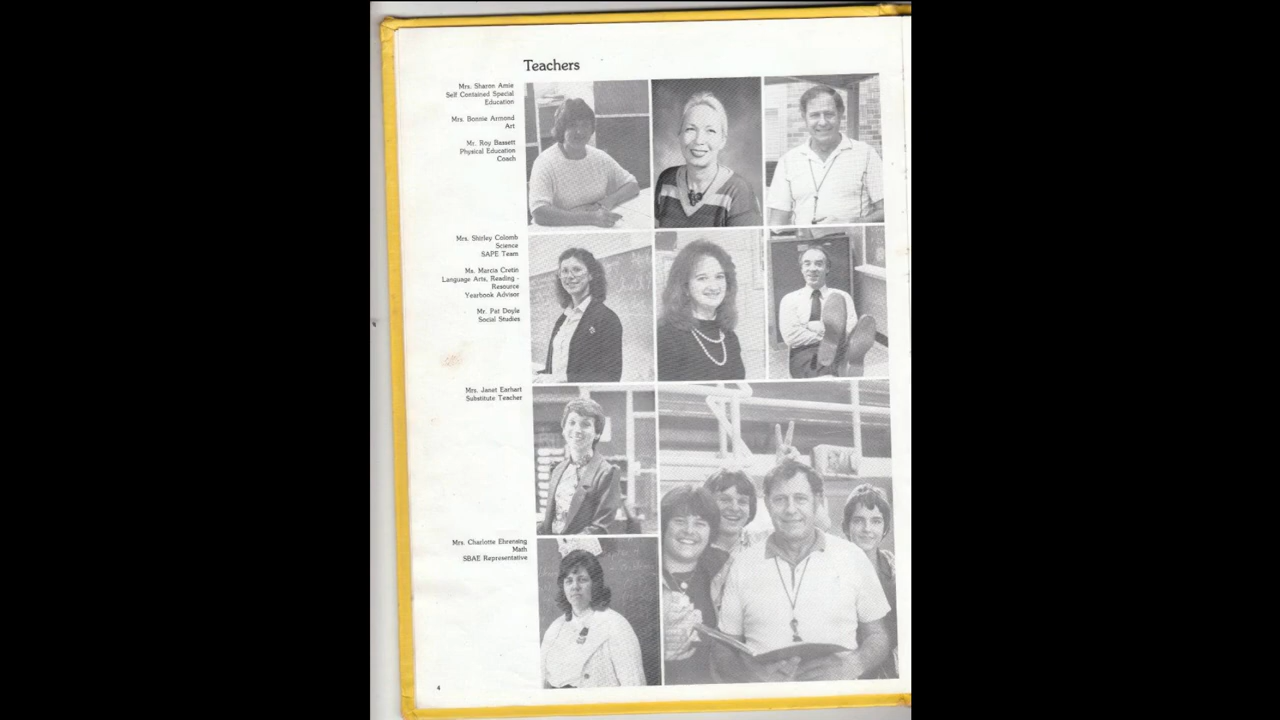 Teachers
Mrs. Sharon Amie
Self Contained Special
Education
Mrs. Bonnie Armond
Art
Mr. Roy Bassett
Physical Education
Coach
Mrs. Shirley Colomb
Science
SAPE Team
Ms. Marcia Cretin
Language Arts, Reading -
Resource
Yearbook Advisor
Mr. Pat Doyle
Social Studies
Mrs. Janet Earhart
Substitute Teacher
Mrs. Charlotte Ehrensing
Math
SBAE Representative
4